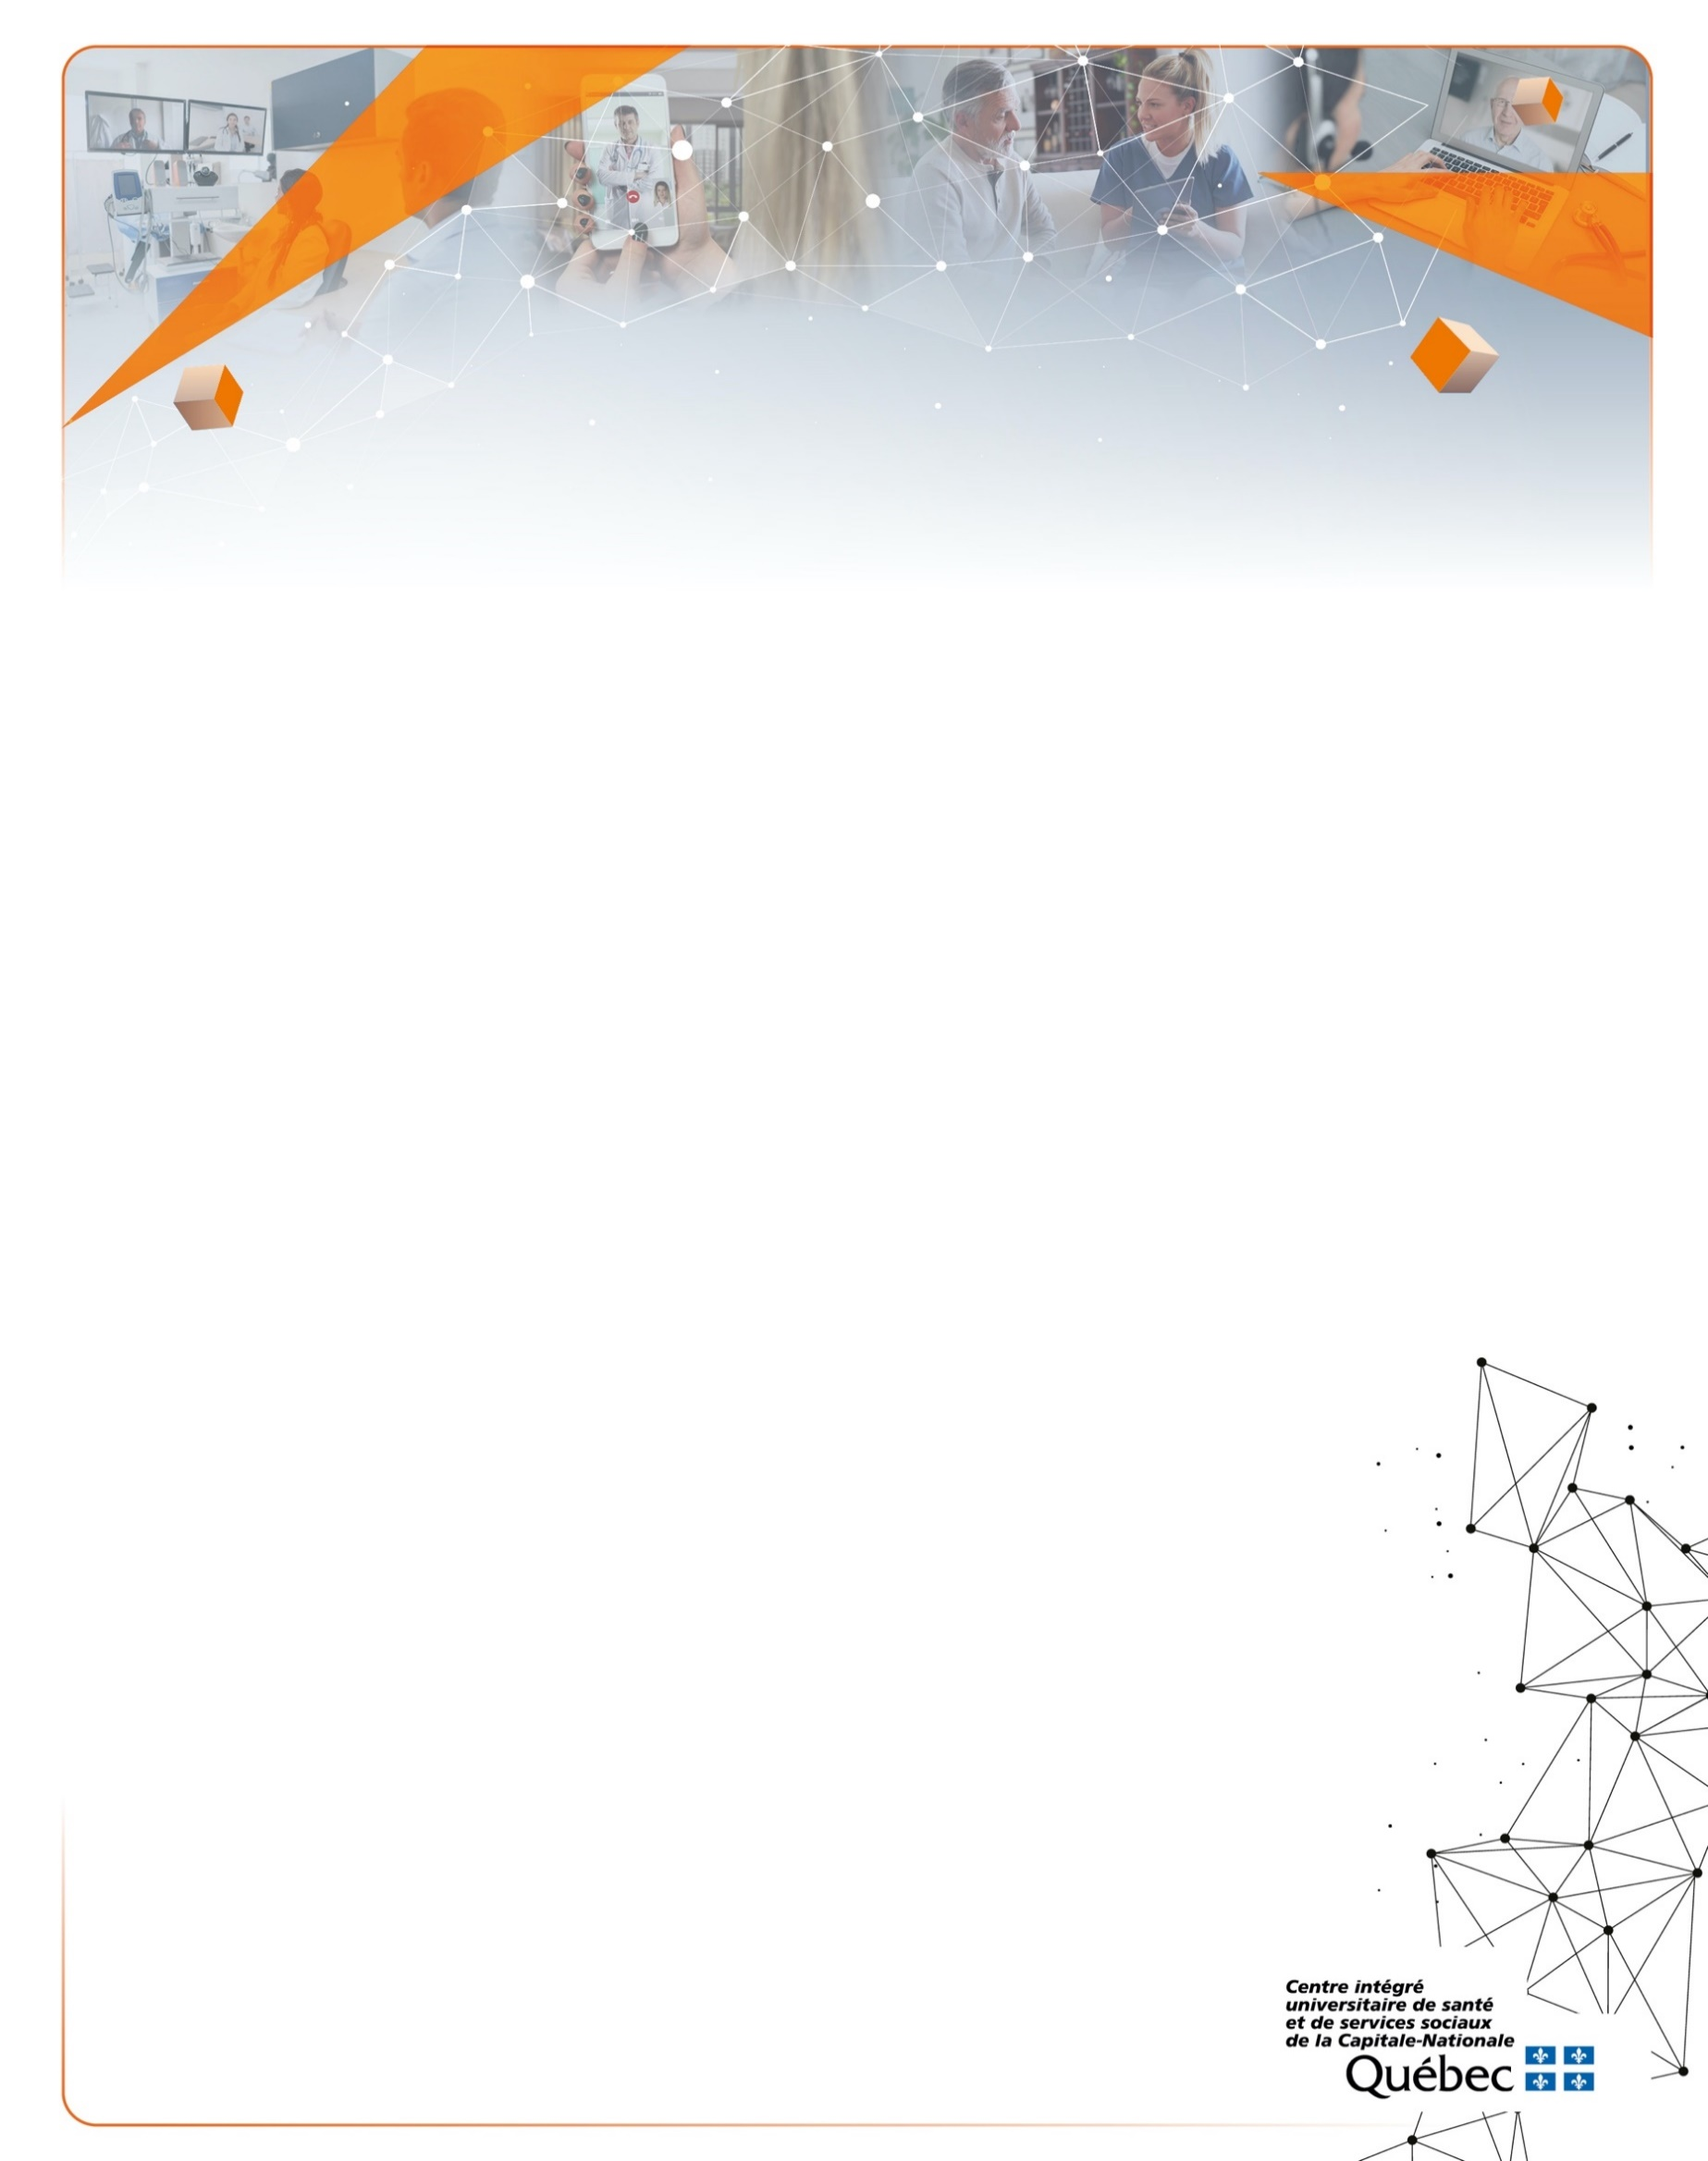 Centre intégré
universitaire de santé
et de services sociaux
de la Capitale-Nationale
Québec